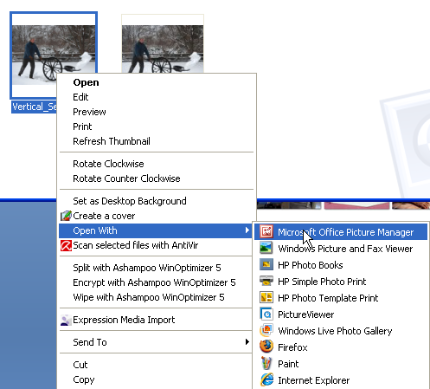 Vertical_Se
Open
Edit
Preview
Print
Refresh Thumbnail
Rotate Clockwise
Rotate Counter Clockwise
Set as Desktop Background
Create a cover
Open With
Scan selected files with AntiVir
Split with Ashampoo WinOptimizer 5
Encrypt with Ashampoo WinOptimizer 5
Wipe with Ashampoo WinOptimizer 5
Expression Media Import
Send To
Cut
Copy
Microsoft Office Picture Manager
Windows Picture and Fax Viewer
HP Photo Books
HP Simple Photo Print
HP Photo Template Print
PictureViewer
Windows Live Photo Gallery
Firefox
Paint
Internet Explorer